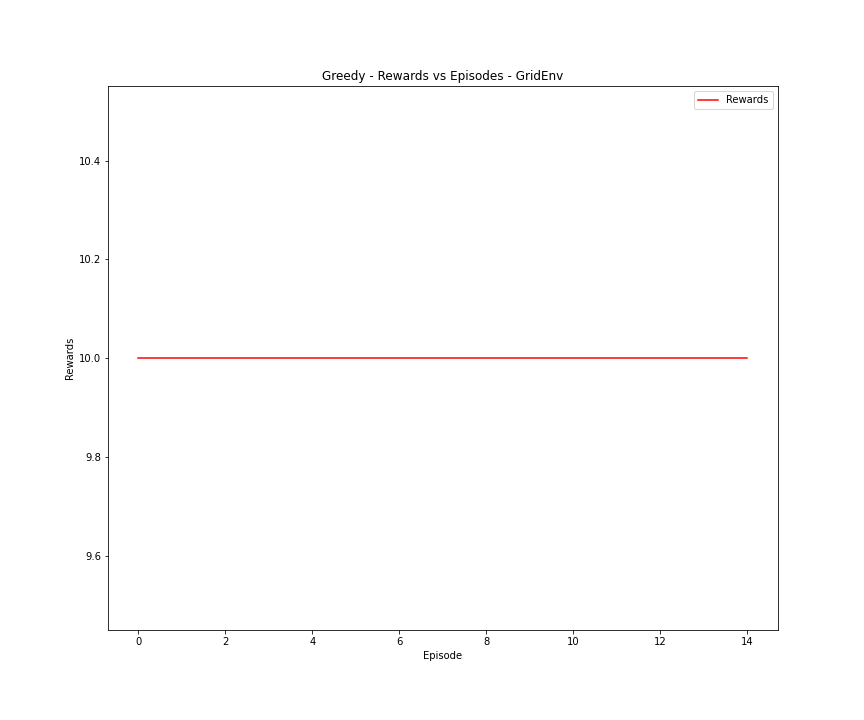 Greedy - Rewards vs Episodes - GridEnv
Rewards
10.4
10.2
10.0
9.8
9.6
Rewards
0 2 4 6 8 10 12 14
Episode